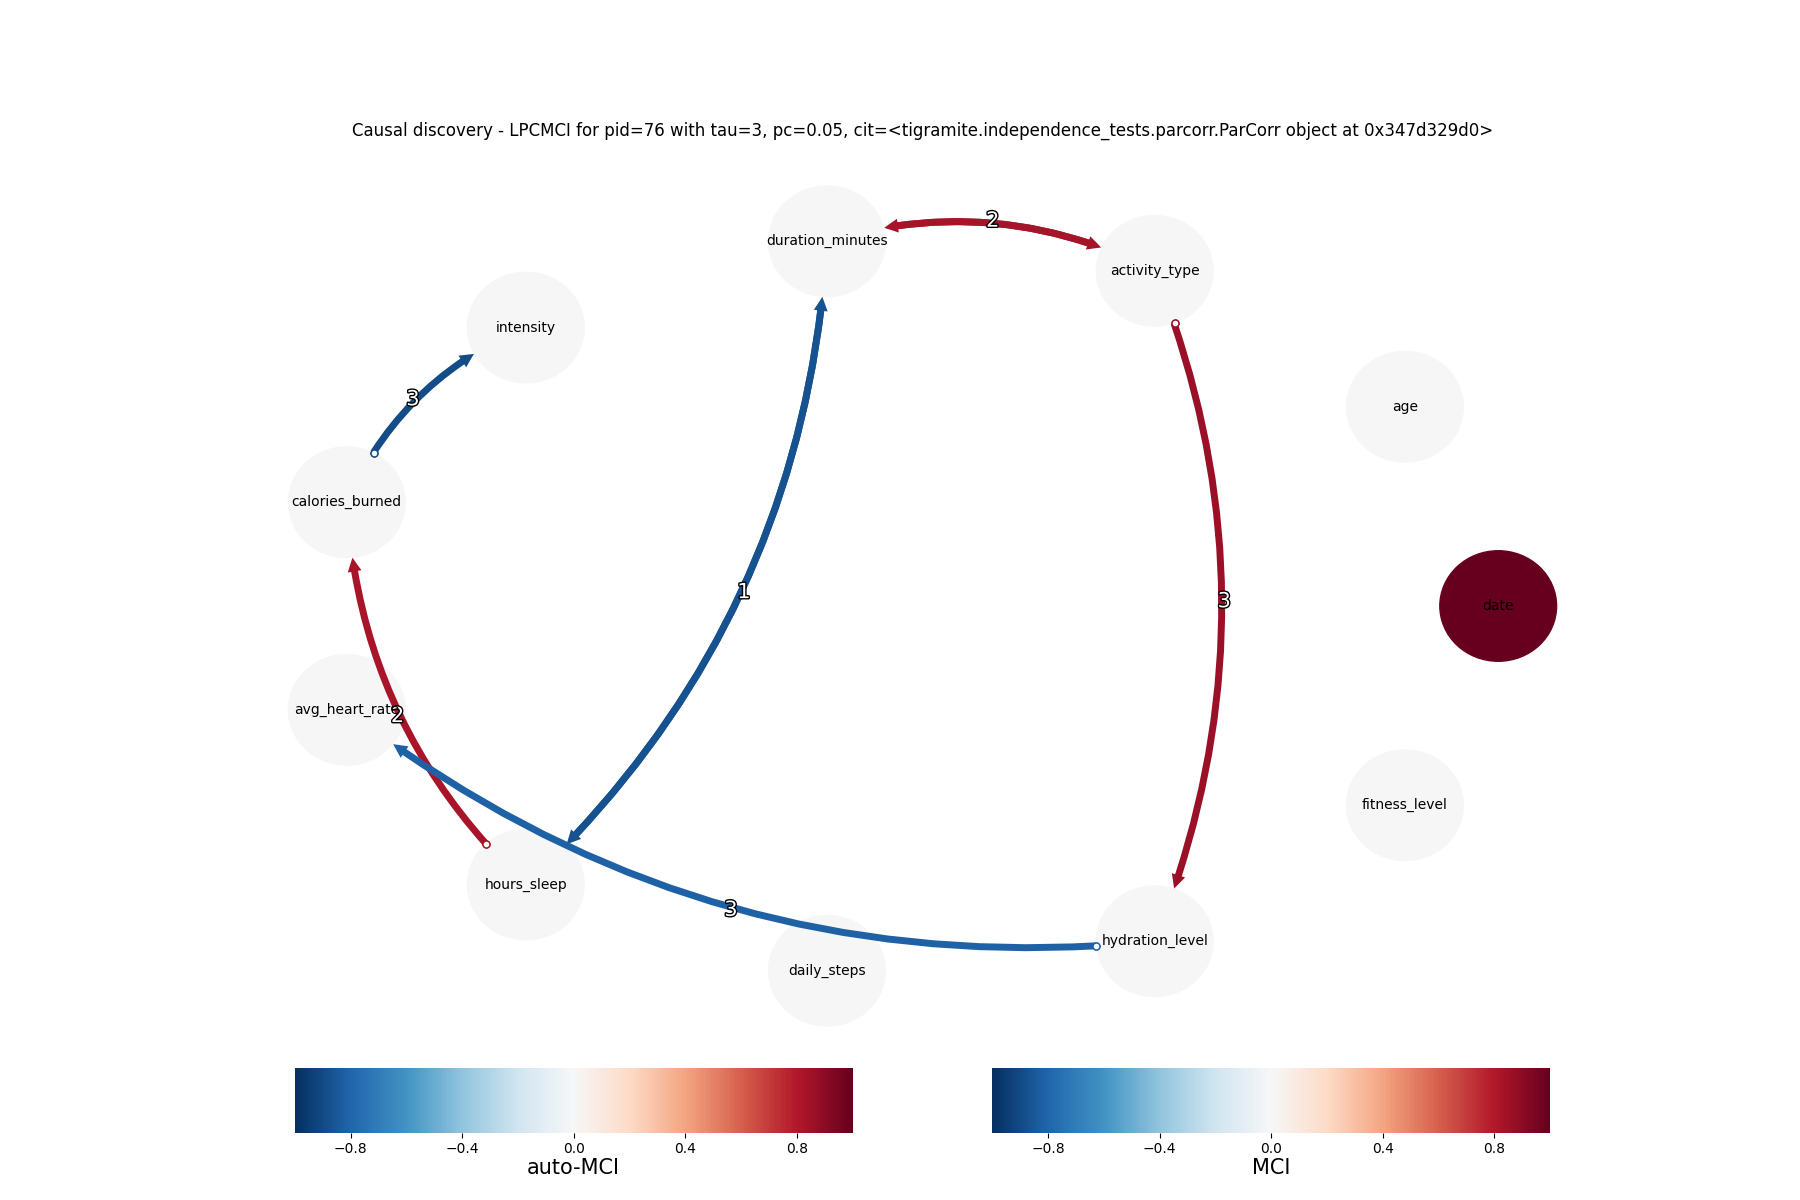 Causal discovery - LPCMCI for pid=76 with tau=3, pc=0.05, cit=<tigramite.independence_tests.parcorr.ParCorr object at 0x347d329d0>
2
duration_minutes
activity_type
intensity
3
age
calories_burned
1
3
date
avg_heart_rate
2
fitness_level
hours_sleep
3
hydration_level
daily_steps
−0.8 −0.4 0.0 0.4 0.8
auto-MCI
−0.8 −0.4 0.0 0.4 0.8
MCI